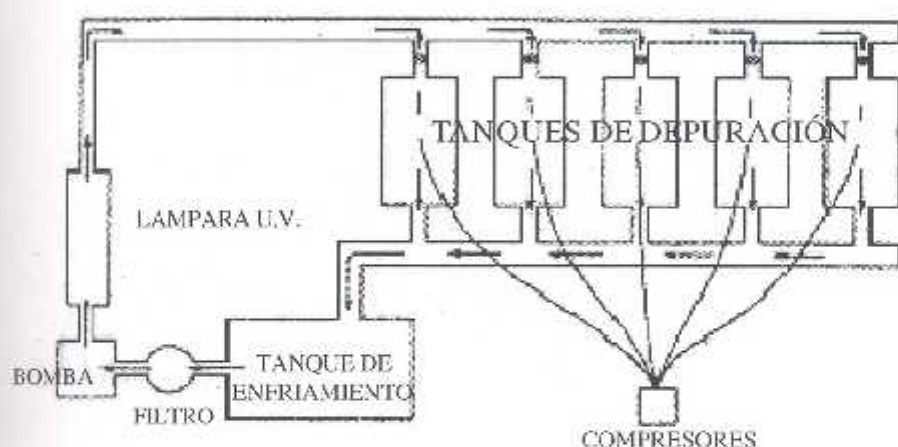 TANQUES DE DEPURACIÓN
LAMPARA U.V.
BOMBA
FILTRO
TANQUE DE
ENFRIAMIENTO
COMPRESORES